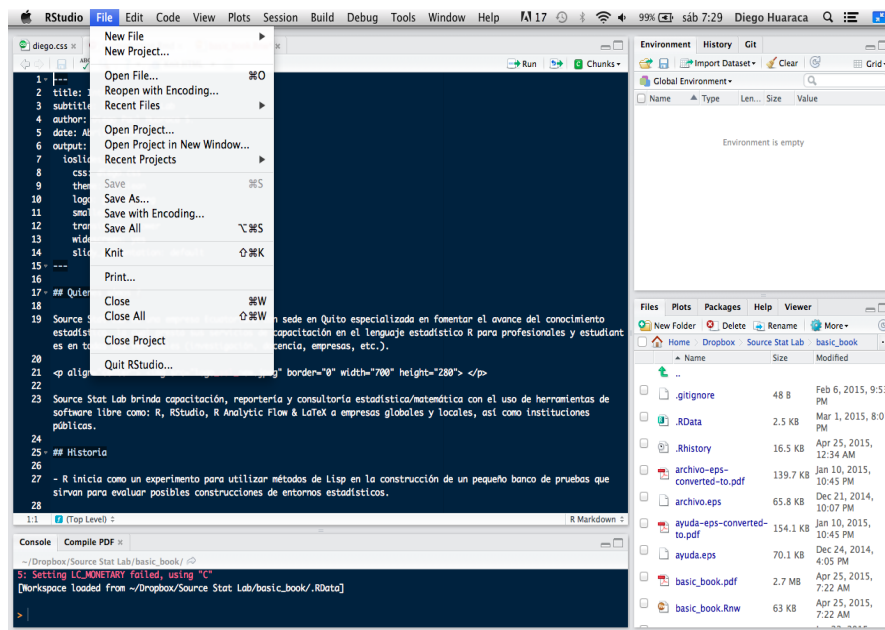 RStudio File Edit Code View Plots Session Build Debug Tools Window Help 17 99% sáb 7:29 Diego Huaraca
diego.css
New File
New Project...
Open File... ⌘O
Reopen with Encoding...
Recent Files
Open Project...
Open Project in New Window...
Recent Projects
Save ⌘S
Save As...
Save with Encoding...
Save All ⌥⌘S
Knit ⇧⌘K
Print...
Close ⌘W
Close All ⇧⌘W
Close Project
Quit RStudio...
ABC
Run Chunks
1 ---
2 title:
3 subtitle
4 author:
5 date:
6 output:
7
8 css:
9
10
11
12
13
14
15 ---
16
17 ##
18
19 Source sede en Quito especializada en fomentar el avance del conocimiento
capacitación en el lenguaje estadístico R para profesionales y estudiant
es en empresas, etc.).
20
21 <p border="0" width="700" height="280"> </p>
22
23 Source Stat Lab brinda capacitación, reportería y consultoría estadística/matemática con el uso de herramientas de
software libre como: R, RStudio, R Analytic Flow & LaTeX a empresas globales y locales, así como instituciones
públicas.
24
25 ## Historia
26
27 - R inicia como un experimento para utilizar métodos de Lisp en la construcción de un pequeño banco de pruebas que
sirvan para evaluar posibles construcciones de entornos estadísticos.
28
1:1 (Top Level) R Markdown
Console Compile PDF
~/Dropbox/Source Stat Lab/basic_book/
5: Setting LC_MONETARY failed, using "C"
[Workspace loaded from ~/Dropbox/Source Stat Lab/basic_book/.RData]
>
Environment History Git
Import Dataset Clear Grid
Global Environment
Name Type Len... Size Value
Environment is empty
Files Plots Packages Help Viewer
New Folder Delete Rename More
Home Dropbox Source Stat Lab basic_book
Name Size Modified
..
.gitignore 48 B Feb 6, 2015, 9:53
PM
.RData 2.5 KB Mar 1, 2015, 8:0
PM
.Rhistory 16.5 KB Apr 25, 2015,
12:34 AM
archivo-eps-
converted-to.pdf 139.7 KB Jan 10, 2015,
10:45 PM
archivo.eps 65.8 KB Dec 21, 2014,
10:07 PM
ayuda-eps-converted-
to.pdf 154.1 KB Jan 10, 2015,
10:45 PM
ayuda.eps 70.1 KB Dec 24, 2014,
4:05 PM
basic_book.pdf 2.7 MB Apr 25, 2015,
7:22 AM
basic_book.Rnw 63 KB Apr 25, 2015,
7:22 AM